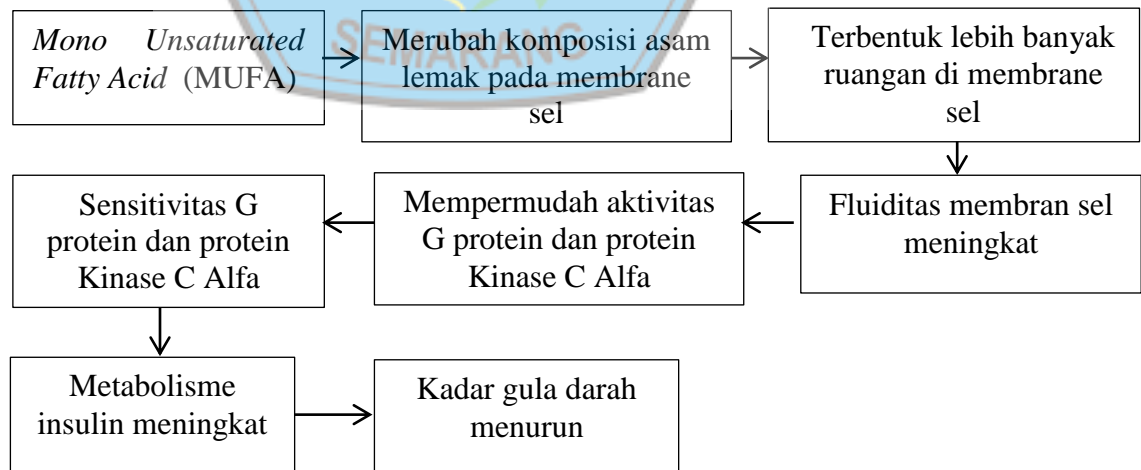 Mono Unsaturated
Fatty Acid (MUFA)
Merubah komposisi asam
lemak pada membrane
sel
Terbentuk lebih banyak
ruangan di membrane
sel
Fluiditas membran sel
meningkat
Mempermudah aktivitas
G protein dan protein
Kinase C Alfa
Sensitivitas G
protein dan protein
Kinase C Alfa
Metabolisme
insulin meningkat
Kadar gula darah
menurun
SEMARANG